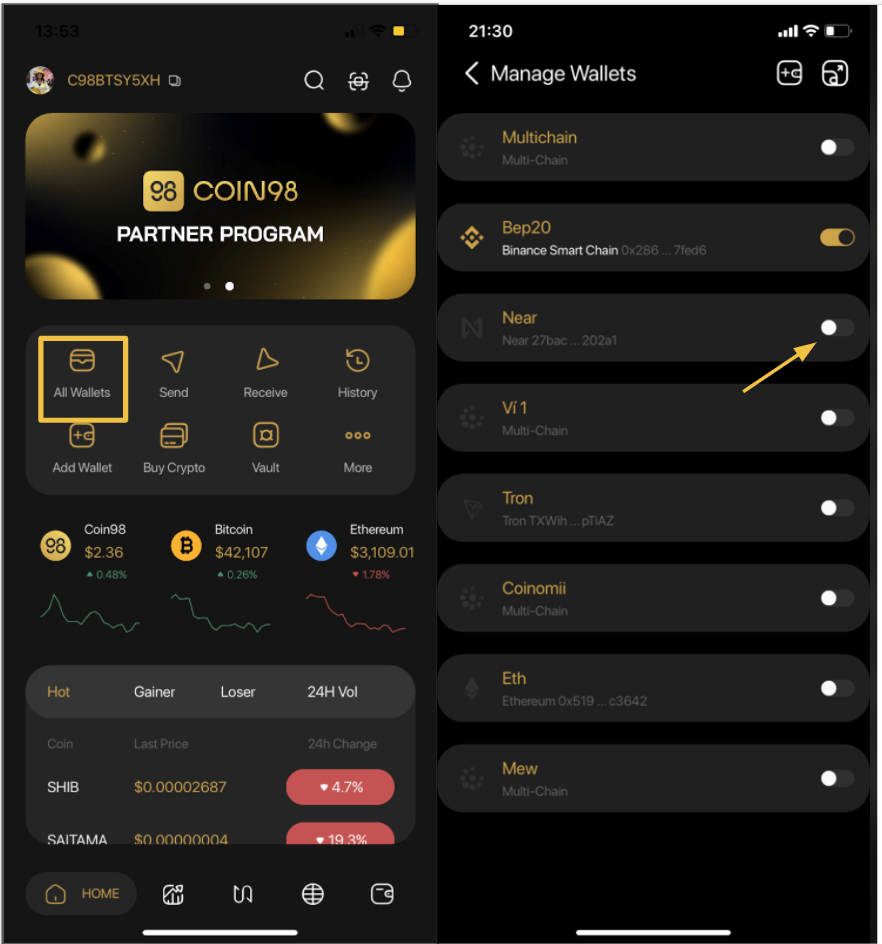 13:53
C98BTSY5XH
98 COIN98
PARTNER PROGRAM
All Wallets
Send
Receive
History
Add Wallet
Buy Crypto
Vault
More
98
Coin98
$2.36
0.48%
Bitcoin
$42,107
0.26%
Ethereum
$3,109.01
1.78%
Hot
Gainer
Loser
24H Vol
Coin
Last Price
24h Change
SHIB
$0.00002687
4.7%
SAITAMA
$0.00000004
19.3%
HOME
21:30
Manage Wallets
Multichain
Multi-Chain
Bep20
Binance Smart Chain 0x286 ... 7fed6
Near
Near 27bac ... 202a1
Ví 1
Multi-Chain
Tron
Tron TXWih ... pTiAZ
Coinomii
Multi-Chain
Eth
Ethereum 0x519 ... c3642
Mew
Multi-Chain